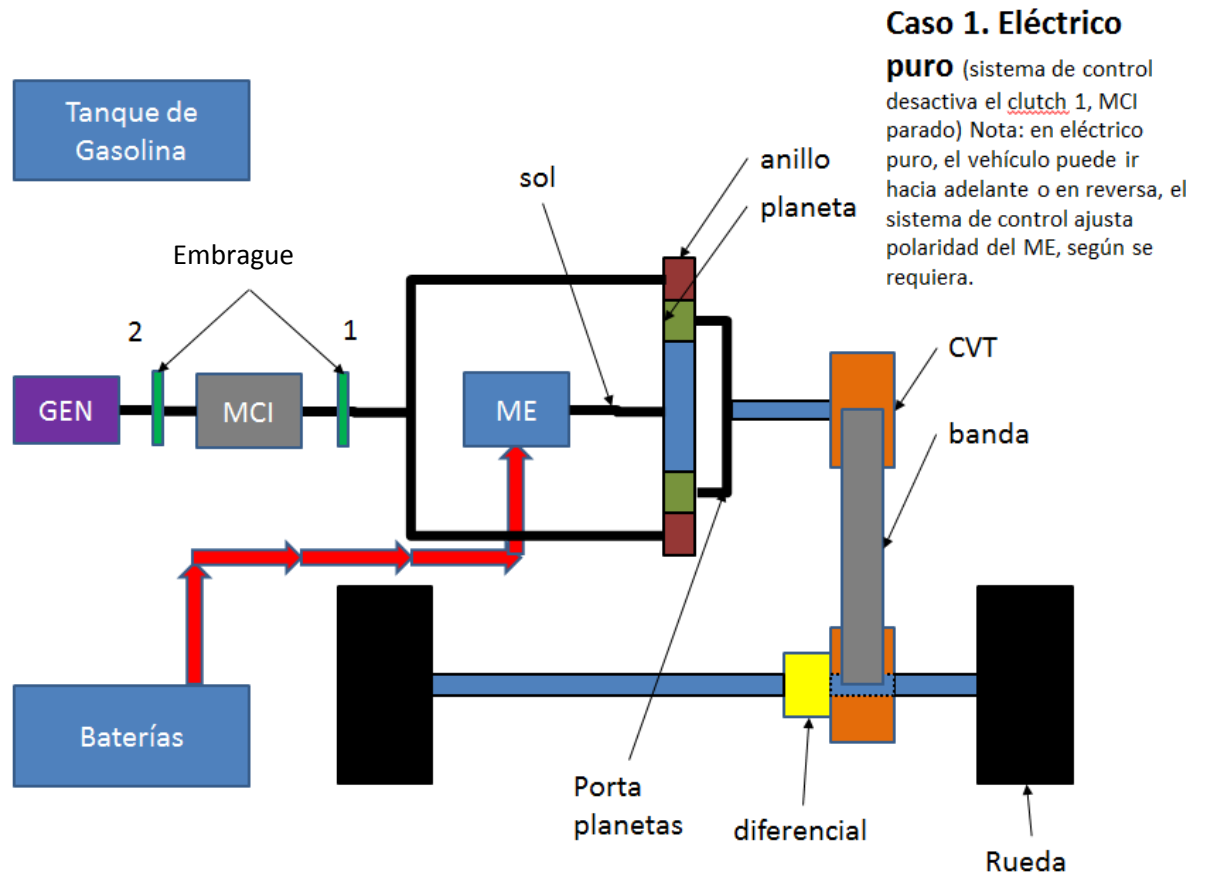 Caso 1. Eléctrico
puro (sistema de control
desactiva el clutch 1, MCI
parado) Nota: en eléctrico
puro, el vehículo puede ir
hacia adelante o en reversa, el
sistema de control ajusta
polaridad del ME, según se
requiera.
Tanque de
Gasolina
sol
anillo
planeta
Embrague
2
1
GEN
MCI
ME
CVT
banda
Baterías
Porta
planetas
diferencial
Rueda